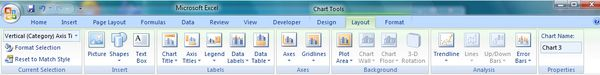 Microsoft Excel
Chart Tools
Home Insert Page Layout Formulas Data Review View Developer Design Layout Format
Vertical (Category) Axis Ti
Format Selection
Reset to Match Style
Current Selection
Picture Shapes Text Box
Insert
Chart Title Axis Titles Legend Data Labels Data Table
Labels
Axes Gridlines
Axes
Plot Area Chart Wall Chart Floor 3-D Rotation
Background
Trendline Lines Up/Down Bars Error Bars
Analysis
Chart Name:
Chart 3
Properties